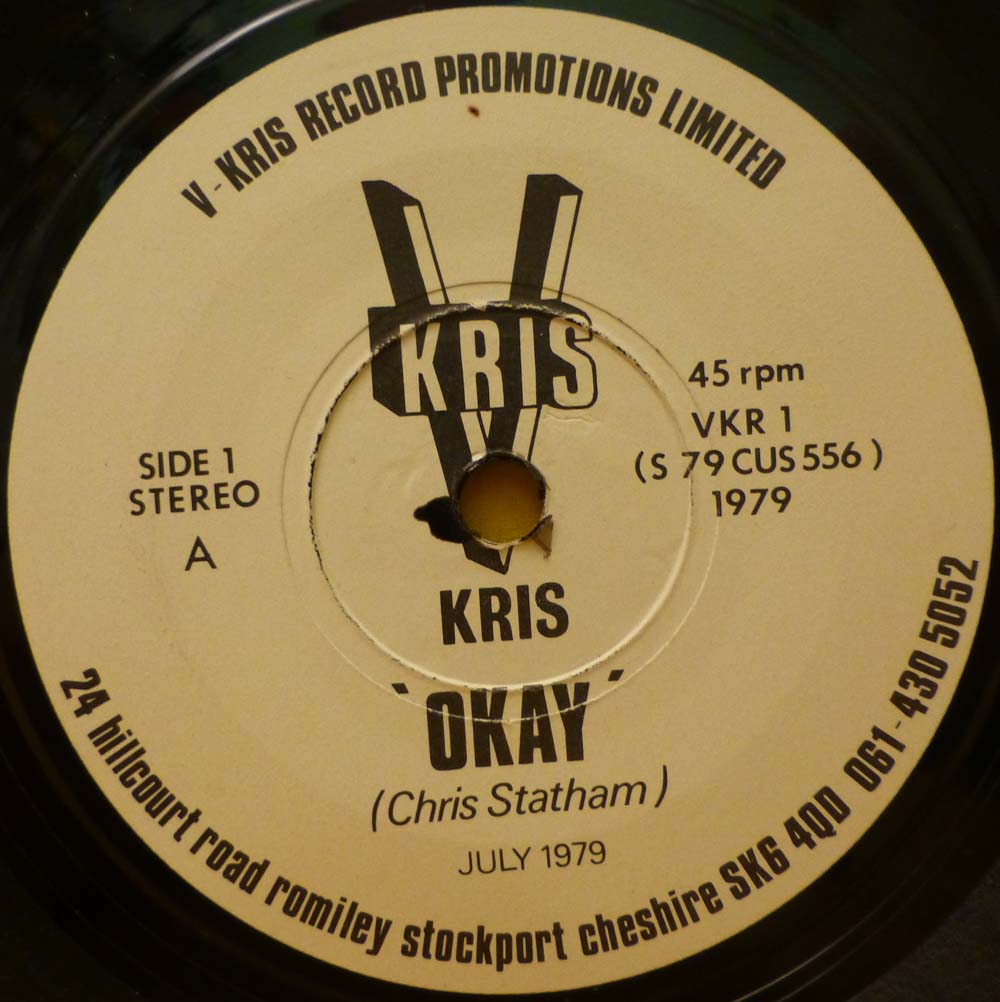 V-KRIS RECORD PROMOTIONS LIMITED
V
KRIS
45 rpm
VKR 1
(S 79 CUS 556)
1979
SIDE 1
STEREO
A
KRIS
'OKAY'
(Chris Statham)
JULY 1979
24 hillcourt road romiley stockport cheshire SK6 4QD 061-430 5052